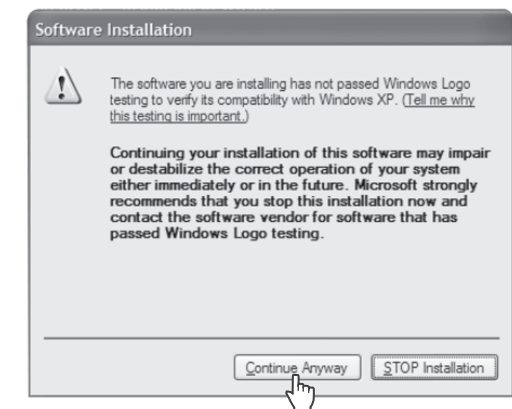 Software Installation
The software you are installing has not passed Windows Logo
testing to verify its compatibility with Windows XP. (Tell me why
this testing is important.)
Continuing your installation of this software may impair
or destabilize the correct operation of your system
either immediately or in the future. Microsoft strongly
recommends that you stop this installation now and
contact the software vendor for software that has
passed Windows Logo testing.
Continue Anyway
STOP Installation